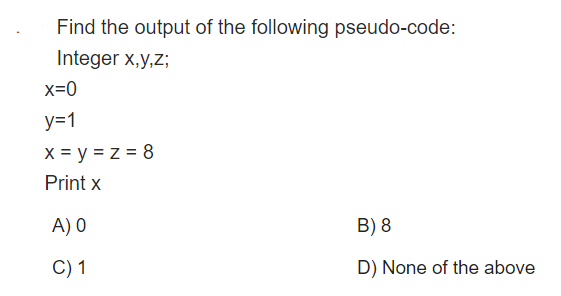 . Find the output of the following pseudo-code:
Integer x,y,z;
x=0
y=1
x = y = z = 8
Print x
A) 0 B) 8
C) 1 D) None of the above